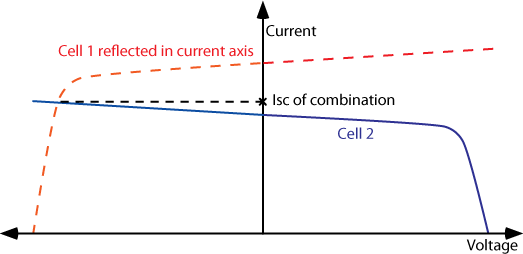 Current
Cell 1 reflected in current axis
Isc of combination
Cell 2
Voltage